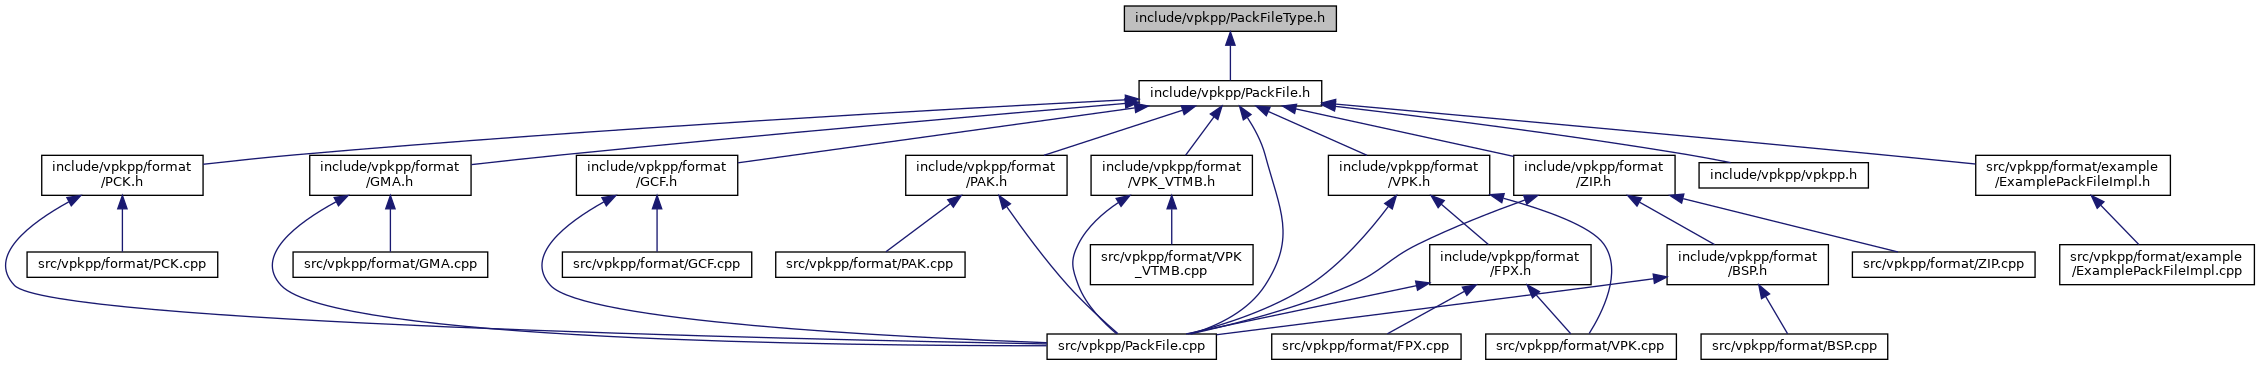 include/vpkpp/PackFileType.h
include/vpkpp/PackFile.h
include/vpkpp/format
/PCK.h
include/vpkpp/format
/GMA.h
include/vpkpp/format
/GCF.h
include/vpkpp/format
/PAK.h
include/vpkpp/format
/VPK_VTMB.h
include/vpkpp/format
/VPK.h
include/vpkpp/format
/ZIP.h
include/vpkpp/vpkpp.h
src/vpkpp/format/example
/ExamplePackFileImpl.h
src/vpkpp/format/PCK.cpp
src/vpkpp/format/GMA.cpp
src/vpkpp/format/GCF.cpp
src/vpkpp/format/PAK.cpp
src/vpkpp/format/VPK
_VTMB.cpp
include/vpkpp/format
/FPX.h
include/vpkpp/format
/BSP.h
src/vpkpp/format/ZIP.cpp
src/vpkpp/format/example
/ExamplePackFileImpl.cpp
src/vpkpp/PackFile.cpp
src/vpkpp/format/FPX.cpp
src/vpkpp/format/VPK.cpp
src/vpkpp/format/BSP.cpp